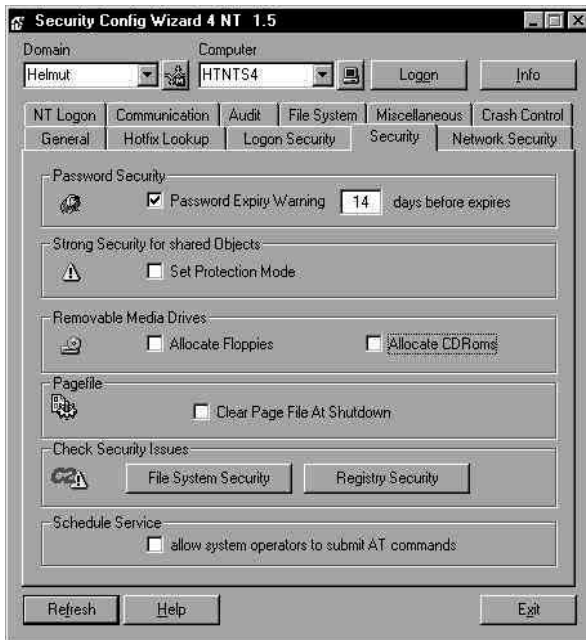 Security Config Wizard 4 NT 1.5
Domain Computer
Helmut HTNTS4 Logon Info
NT Logon Communication Audit File System Miscellaneous Crash Control
General Hotfix Lookup Logon Security Security Network Security
Password Security
Password Expiry Warning 14 days before expires
Strong Security for shared Objects
Set Protection Mode
Removable Media Drives
Allocate Floppies Allocate CDRoms
Pagefile
Clear Page File At Shutdown
Check Security Issues
C2 File System Security Registry Security
Schedule Service
allow system operators to submit AT commands
Refresh Help Exit